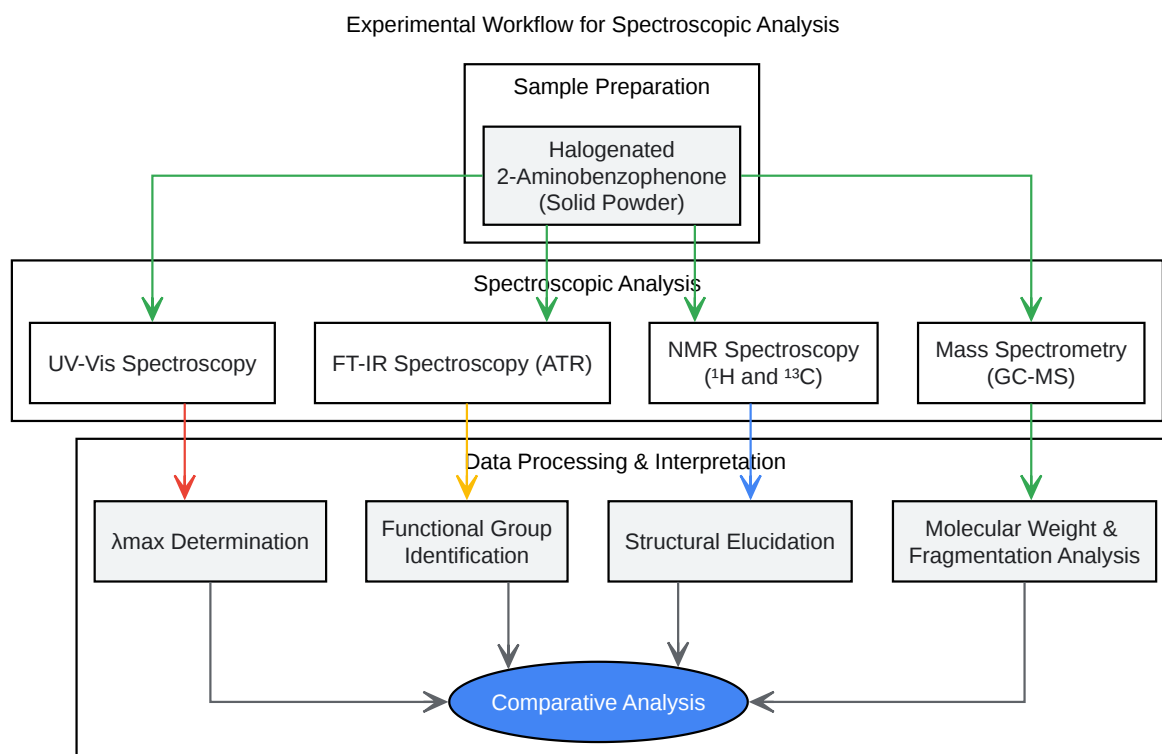 Experimental Workflow for Spectroscopic Analysis
Sample Preparation
Halogenated
2-Aminobenzophenone
(Solid Powder)
Spectroscopic Analysis
UV-Vis Spectroscopy
FT-IR Spectroscopy (ATR)
NMR Spectroscopy
(¹H and ¹³C)
Mass Spectrometry
(GC-MS)
Data Processing & Interpretation
λmax Determination
Functional Group
Identification
Structural Elucidation
Molecular Weight &
Fragmentation Analysis
Comparative Analysis